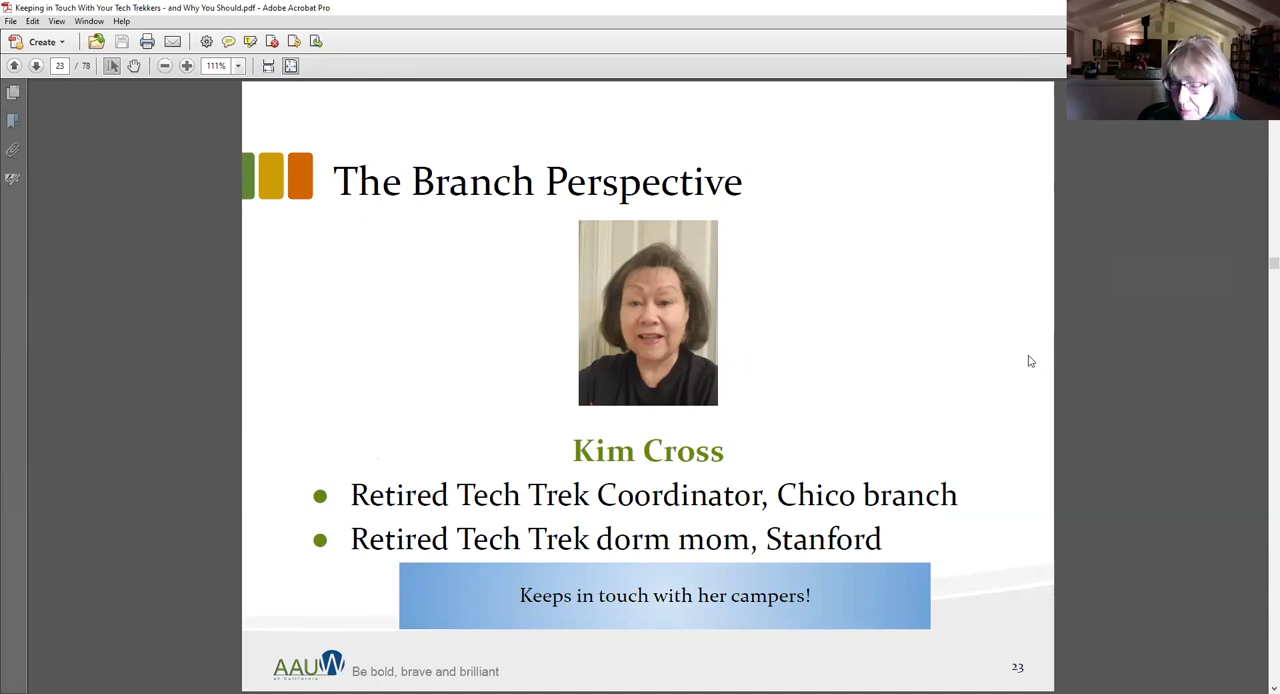 Keeping in Touch With Your Tech Trekkers - and Why You Should.pdf - Adobe Acrobat Pro
File Edit View Window Help
Create
23 / 78 111%
The Branch Perspective
Kim Cross
Retired Tech Trek Coordinator, Chico branch
Retired Tech Trek dorm mom, Stanford
Keeps in touch with her campers!
AAUW
of California
Be bold, brave and brilliant
23